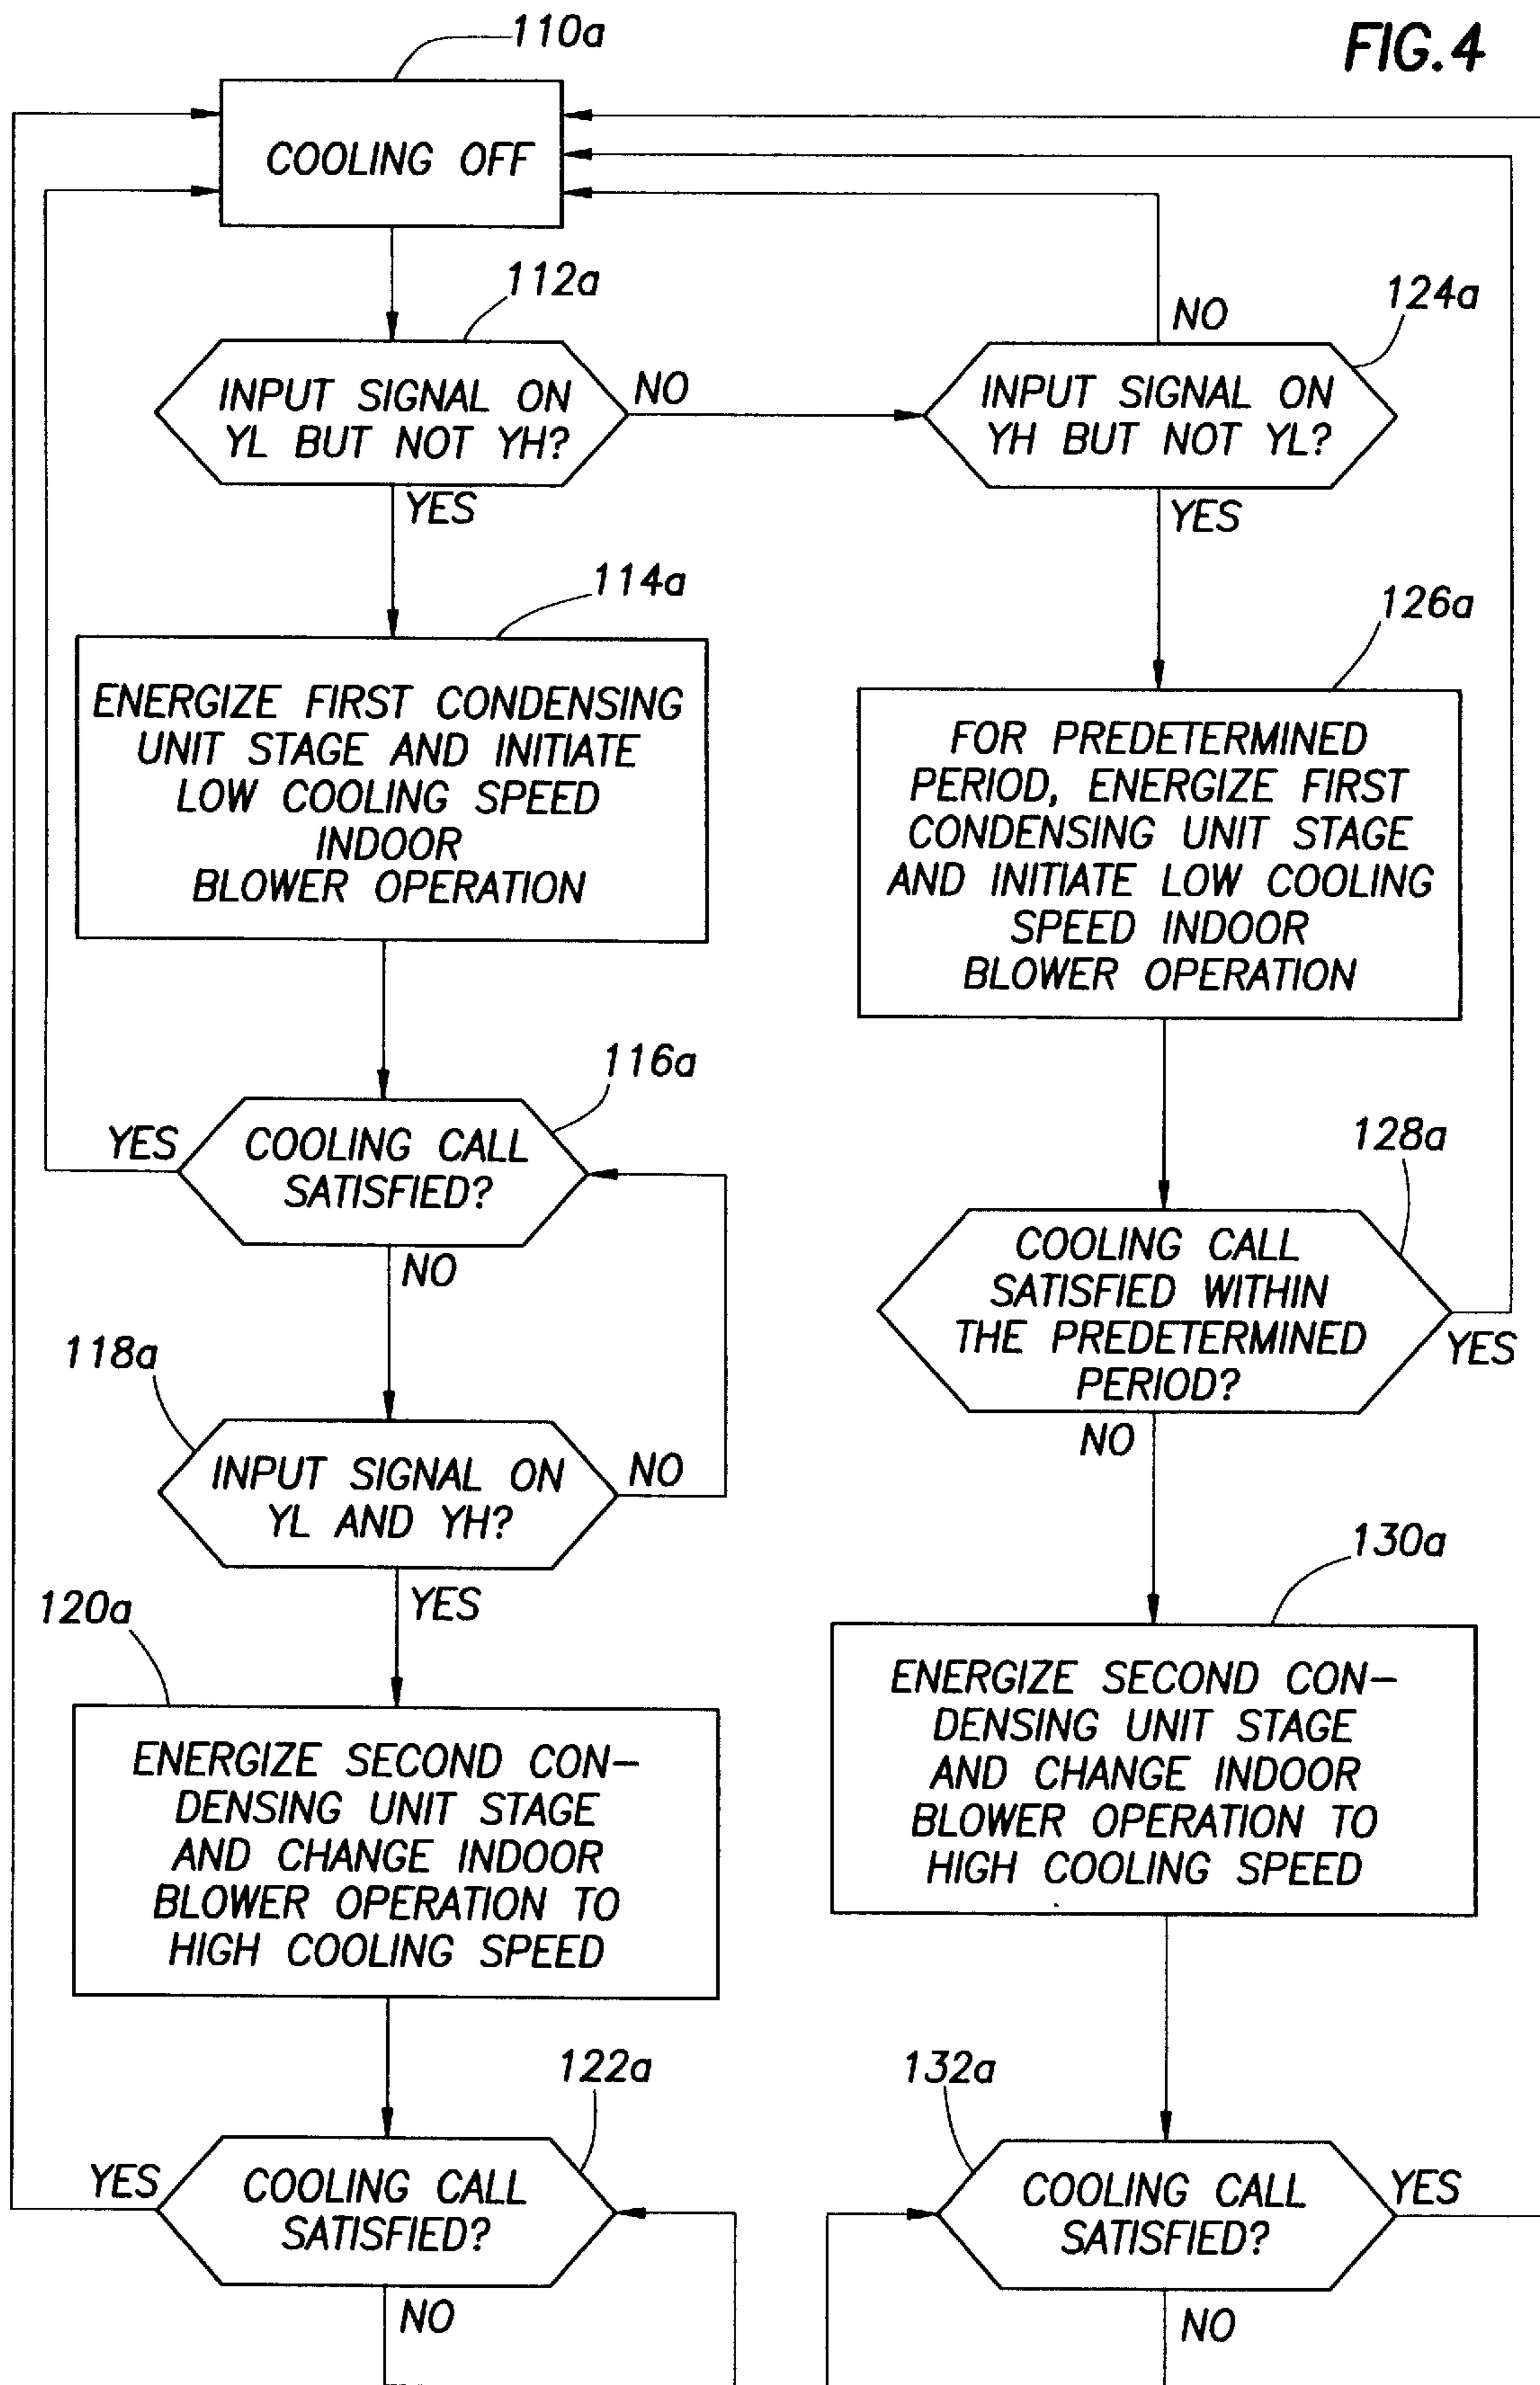 FIG.4
110a
COOLING OFF
112a
INPUT SIGNAL ON
YL BUT NOT YH?
NO
YES
124a
NO
INPUT SIGNAL ON
YH BUT NOT YL?
YES
114a
ENERGIZE FIRST CONDENSING
UNIT STAGE AND INITIATE
LOW COOLING SPEED
INDOOR
BLOWER OPERATION
126a
FOR PREDETERMINED
PERIOD, ENERGIZE FIRST
CONDENSING UNIT STAGE
AND INITIATE LOW COOLING
SPEED INDOOR
BLOWER OPERATION
116a
YES
COOLING CALL
SATISFIED?
NO
128a
COOLING CALL
SATISFIED WITHIN
THE PREDETERMINED
PERIOD?
YES
NO
118a
INPUT SIGNAL ON
YL AND YH?
NO
YES
130a
ENERGIZE SECOND CON-
DENSING UNIT STAGE
AND CHANGE INDOOR
BLOWER OPERATION TO
HIGH COOLING SPEED
120a
ENERGIZE SECOND CON-
DENSING UNIT STAGE
AND CHANGE INDOOR
BLOWER OPERATION TO
HIGH COOLING SPEED
122a
YES
COOLING CALL
SATISFIED?
NO
132a
COOLING CALL
SATISFIED?
YES
NO